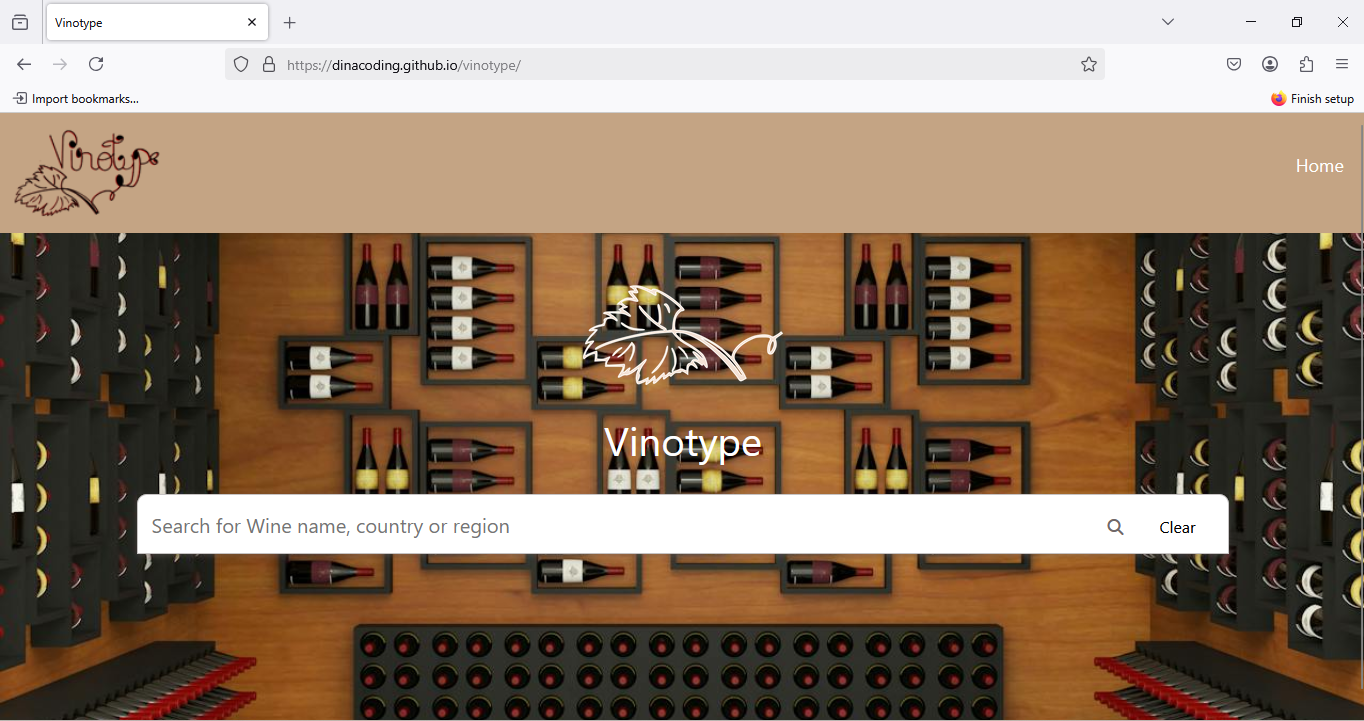 Vinotype
https://dinacoding.github.io/vinotype/
Import bookmarks...
Finish setup
Vinotype
Home
Vinotype
Search for Wine name, country or region
Clear